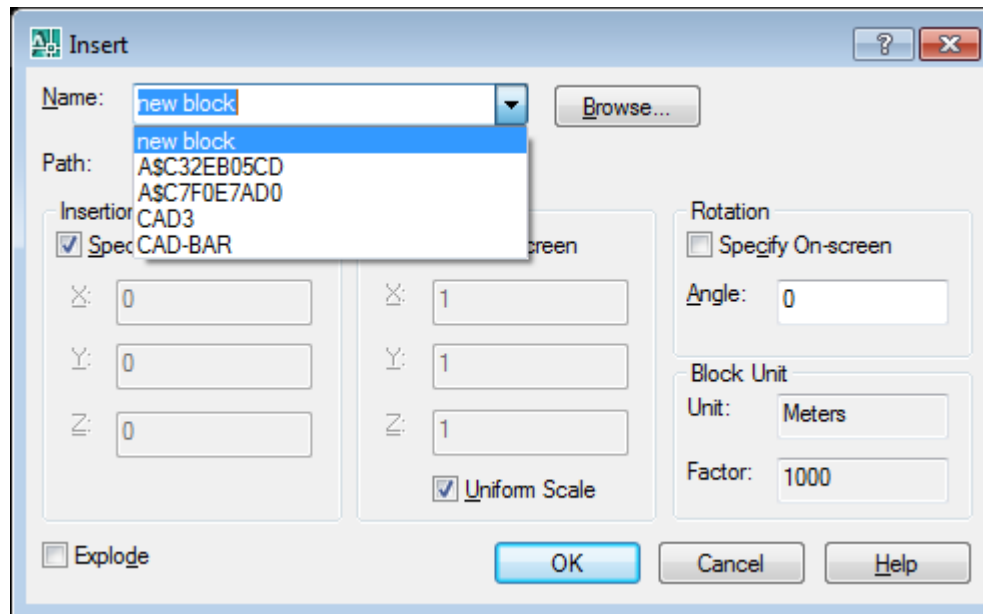 Insert
Name:
new block
Browse...
new block
A$C32EB05CD
A$C7F0E7AD0
CAD3
CAD-BAR
Path:
Insertion
Spec
X: 0
Y: 0
Z: 0
creen
X: 1
Y: 1
Z: 1
Uniform Scale
Rotation
Specify On-screen
Angle: 0
Block Unit
Unit: Meters
Factor: 1000
Explode
OK
Cancel
Help